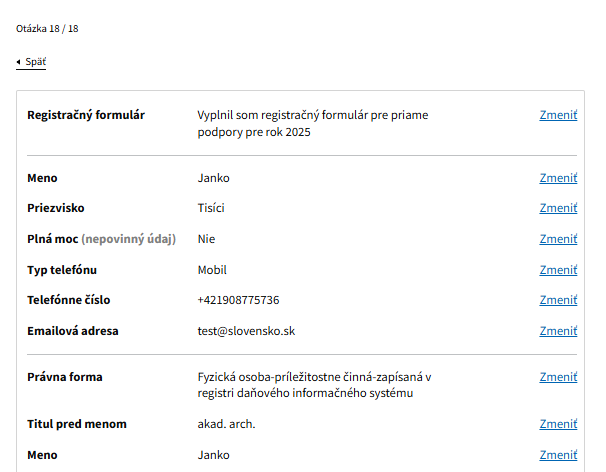 Otázka 18 / 18
Späť
Registračný formulár Vyplnil som registračný formulár pre priame Zmeniť
podpory pre rok 2025
Meno Janko Zmeniť
Priezvisko Tisíci Zmeniť
Plná moc (nepovinný údaj) Nie Zmeniť
Typ telefónu Mobil Zmeniť
Telefónne číslo +421908775736 Zmeniť
Emailová adresa test@slovensko.sk Zmeniť
Právna forma Fyzická osoba-príležitostne činná-zapísaná v Zmeniť
registri daňového informačného systému
Titul pred menom akad. arch. Zmeniť
Meno Janko Zmeniť